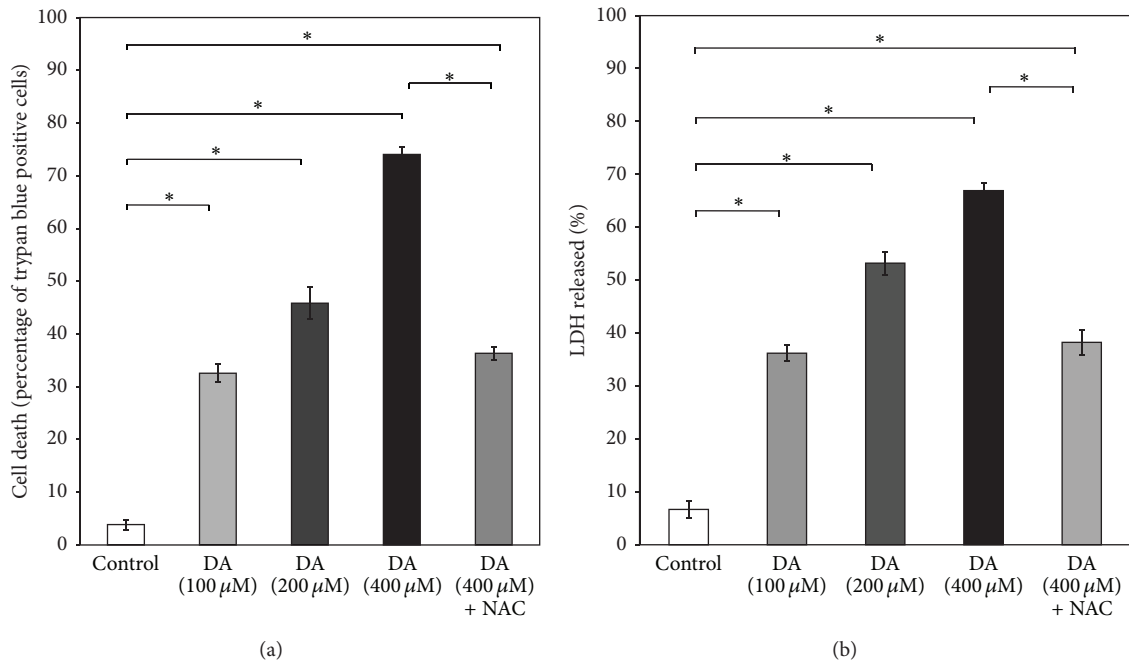 Cell death (percentage of trypan blue positive cells)
100
90
80
70
60
50
40
30
20
10
0
*
*
*
*
*
Control
DA
(100 μM)
DA
(200 μM)
DA
(400 μM)
DA
(400 μM)
+ NAC
(a)
LDH released (%)
100
90
80
70
60
50
40
30
20
10
0
*
*
*
*
*
Control
DA
(100 μM)
DA
(200 μM)
DA
(400 μM)
DA
(400 μM)
+ NAC
(b)